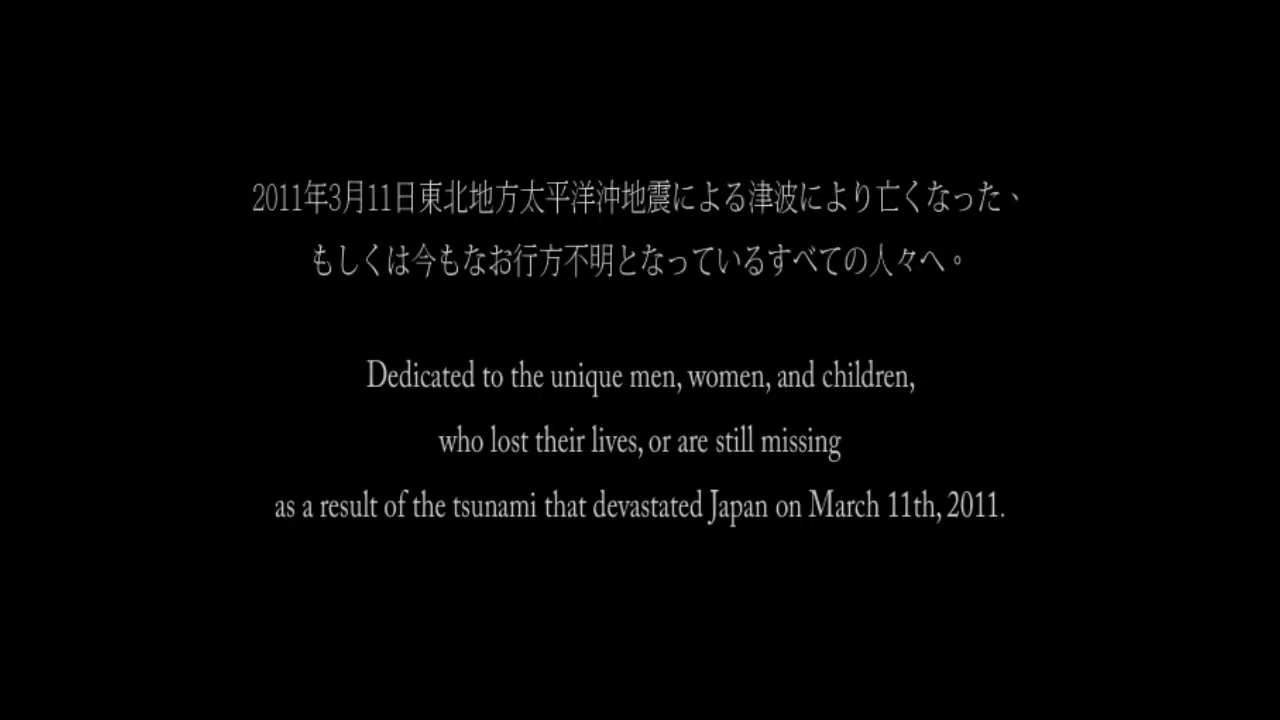 2011年3月11日東北地方太平洋沖地震による津波により亡くなった、
もしくは今もなお行方不明となっているすべての人々へ。
Dedicated to the unique men, women, and children,
who lost their lives, or are still missing
as a result of the tsunami that devastated Japan on March 11th, 2011.